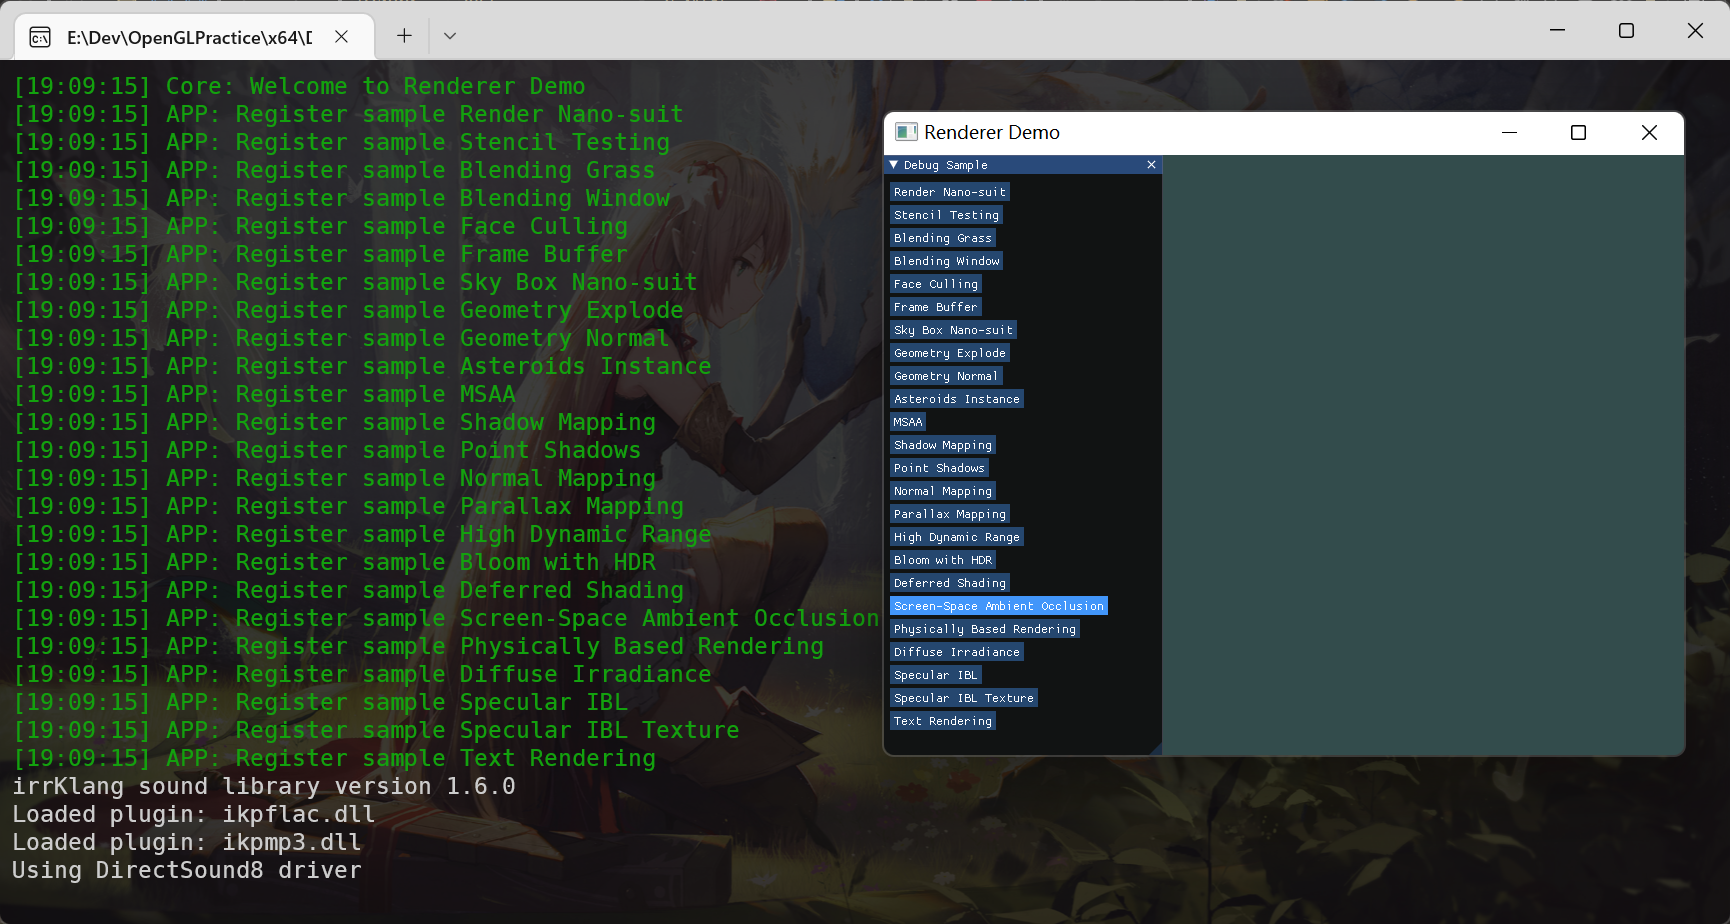 E:\Dev\OpenGLPractice\x64\D
[19:09:15] Core: Welcome to Renderer Demo
[19:09:15] APP: Register sample Render Nano-suit
[19:09:15] APP: Register sample Stencil Testing
[19:09:15] APP: Register sample Blending Grass
[19:09:15] APP: Register sample Blending Window
[19:09:15] APP: Register sample Face Culling
[19:09:15] APP: Register sample Frame Buffer
[19:09:15] APP: Register sample Sky Box Nano-suit
[19:09:15] APP: Register sample Geometry Explode
[19:09:15] APP: Register sample Geometry Normal
[19:09:15] APP: Register sample Asteroids Instance
[19:09:15] APP: Register sample MSAA
[19:09:15] APP: Register sample Shadow Mapping
[19:09:15] APP: Register sample Point Shadows
[19:09:15] APP: Register sample Normal Mapping
[19:09:15] APP: Register sample Parallax Mapping
[19:09:15] APP: Register sample High Dynamic Range
[19:09:15] APP: Register sample Bloom with HDR
[19:09:15] APP: Register sample Deferred Shading
[19:09:15] APP: Register sample Screen-Space Ambient Occlusion
[19:09:15] APP: Register sample Physically Based Rendering
[19:09:15] APP: Register sample Diffuse Irradiance
[19:09:15] APP: Register sample Specular IBL
[19:09:15] APP: Register sample Specular IBL Texture
[19:09:15] APP: Register sample Text Rendering
irrKlang sound library version 1.6.0
Loaded plugin: ikpflac.dll
Loaded plugin: ikpmp3.dll
Using DirectSound8 driver
Renderer Demo
Debug Sample
Render Nano-suit
Stencil Testing
Blending Grass
Blending Window
Face Culling
Frame Buffer
Sky Box Nano-suit
Geometry Explode
Geometry Normal
Asteroids Instance
MSAA
Shadow Mapping
Point Shadows
Normal Mapping
Parallax Mapping
High Dynamic Range
Bloom with HDR
Deferred Shading
Screen-Space Ambient Occlusion
Physically Based Rendering
Diffuse Irradiance
Specular IBL
Specular IBL Texture
Text Rendering